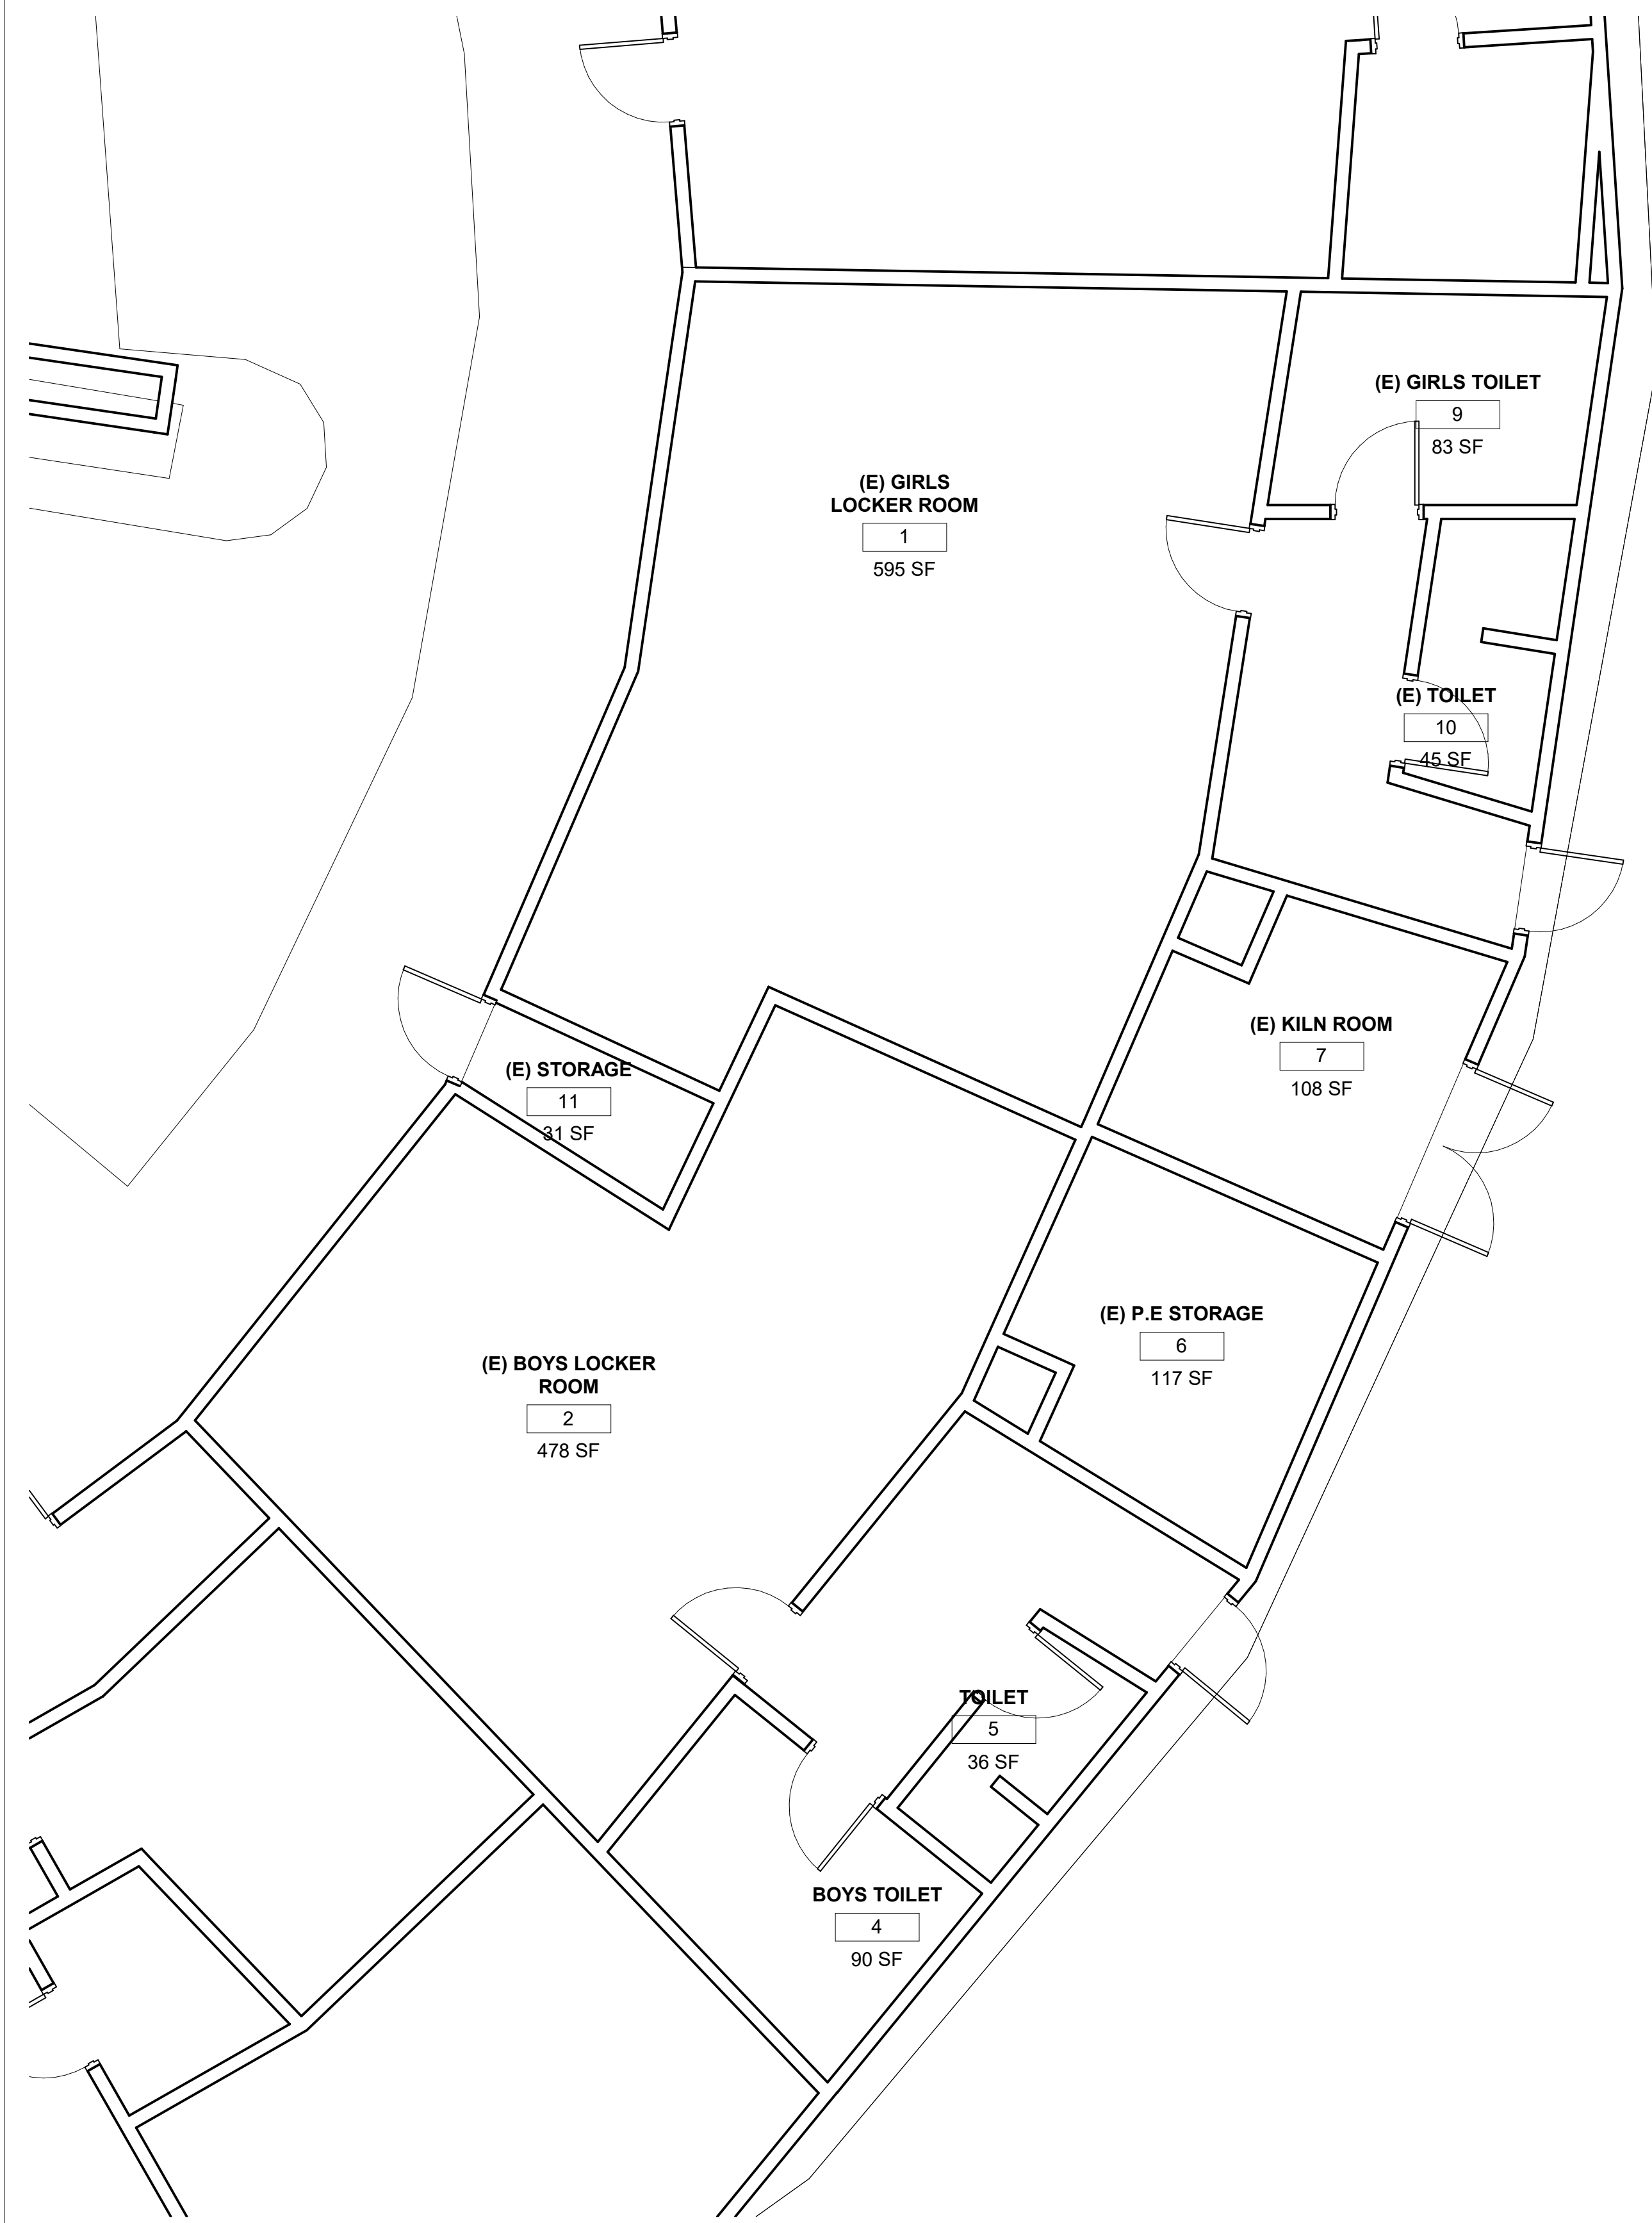 (E) GIRLS TOILET
9
83 SF
(E) GIRLS
LOCKER ROOM
1
595 SF
(E) TOILET
10
45 SF
(E) KILN ROOM
7
108 SF
(E) STORAGE
11
31 SF
(E) P.E STORAGE
6
117 SF
(E) BOYS LOCKER
ROOM
2
478 SF
TOILET
5
36 SF
BOYS TOILET
4
90 SF